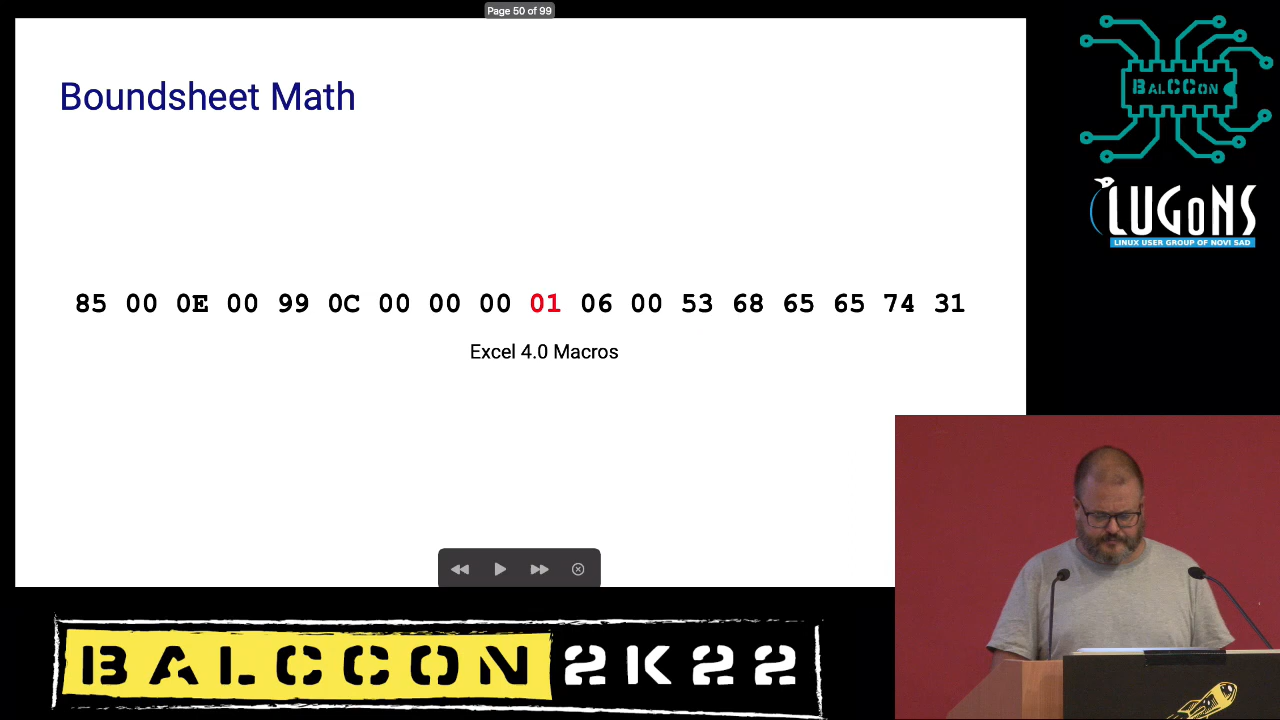 Page 50 of 99
Boundsheet Math
85 00 0E 00 99 0C 00 00 00 01 06 00 53 68 65 65 74 31
Excel 4.0 Macros
BALCCON
LUGoNS
LINUX USER GROUP OF NOVI SAD
BALCCON 2K22